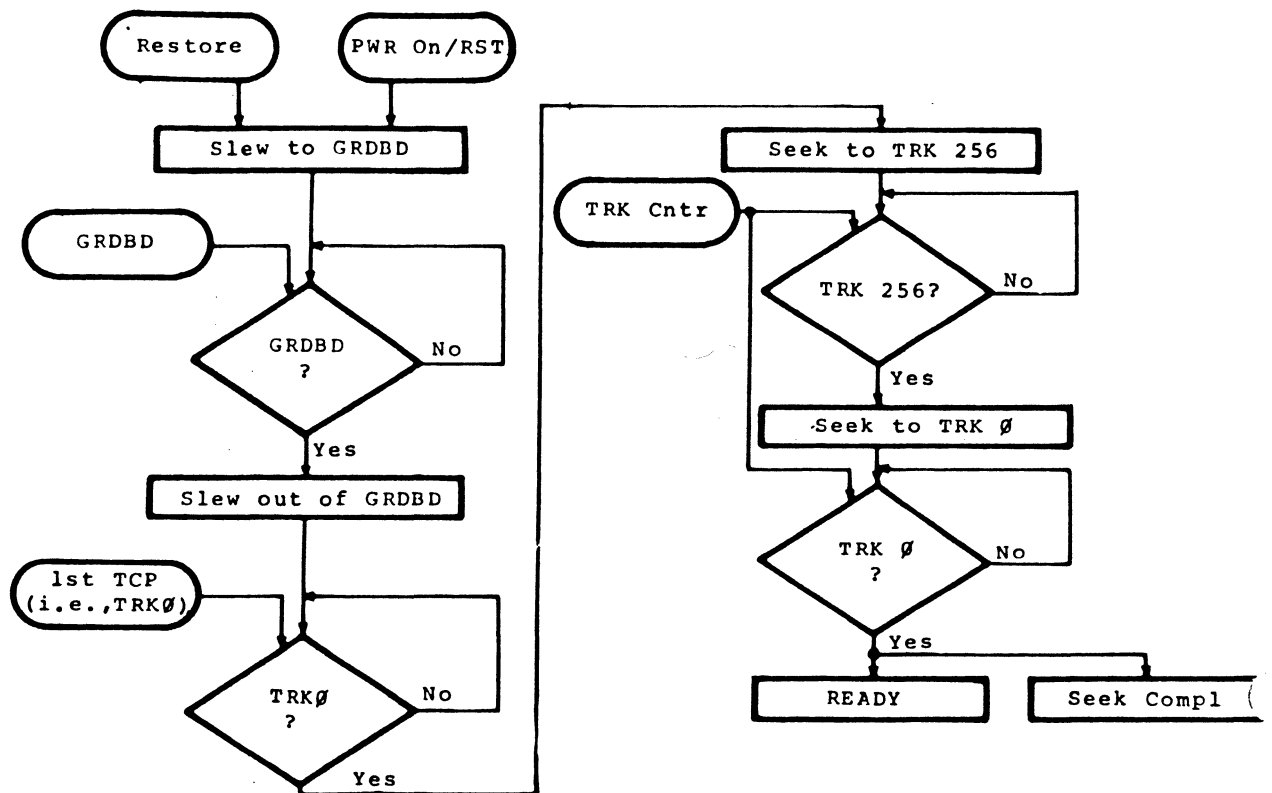 Restore
PWR On/RST
Slew to GRDBD
GRDBD
GRDBD
?
No
Yes
Slew out of GRDBD
1st TCP
(i.e.,TRKØ)
TRKØ
?
No
Yes
Seek to TRK 256
TRK Cntr
TRK 256?
No
Yes
Seek to TRK Ø
TRK Ø
?
No
Yes
READY
Seek Compl